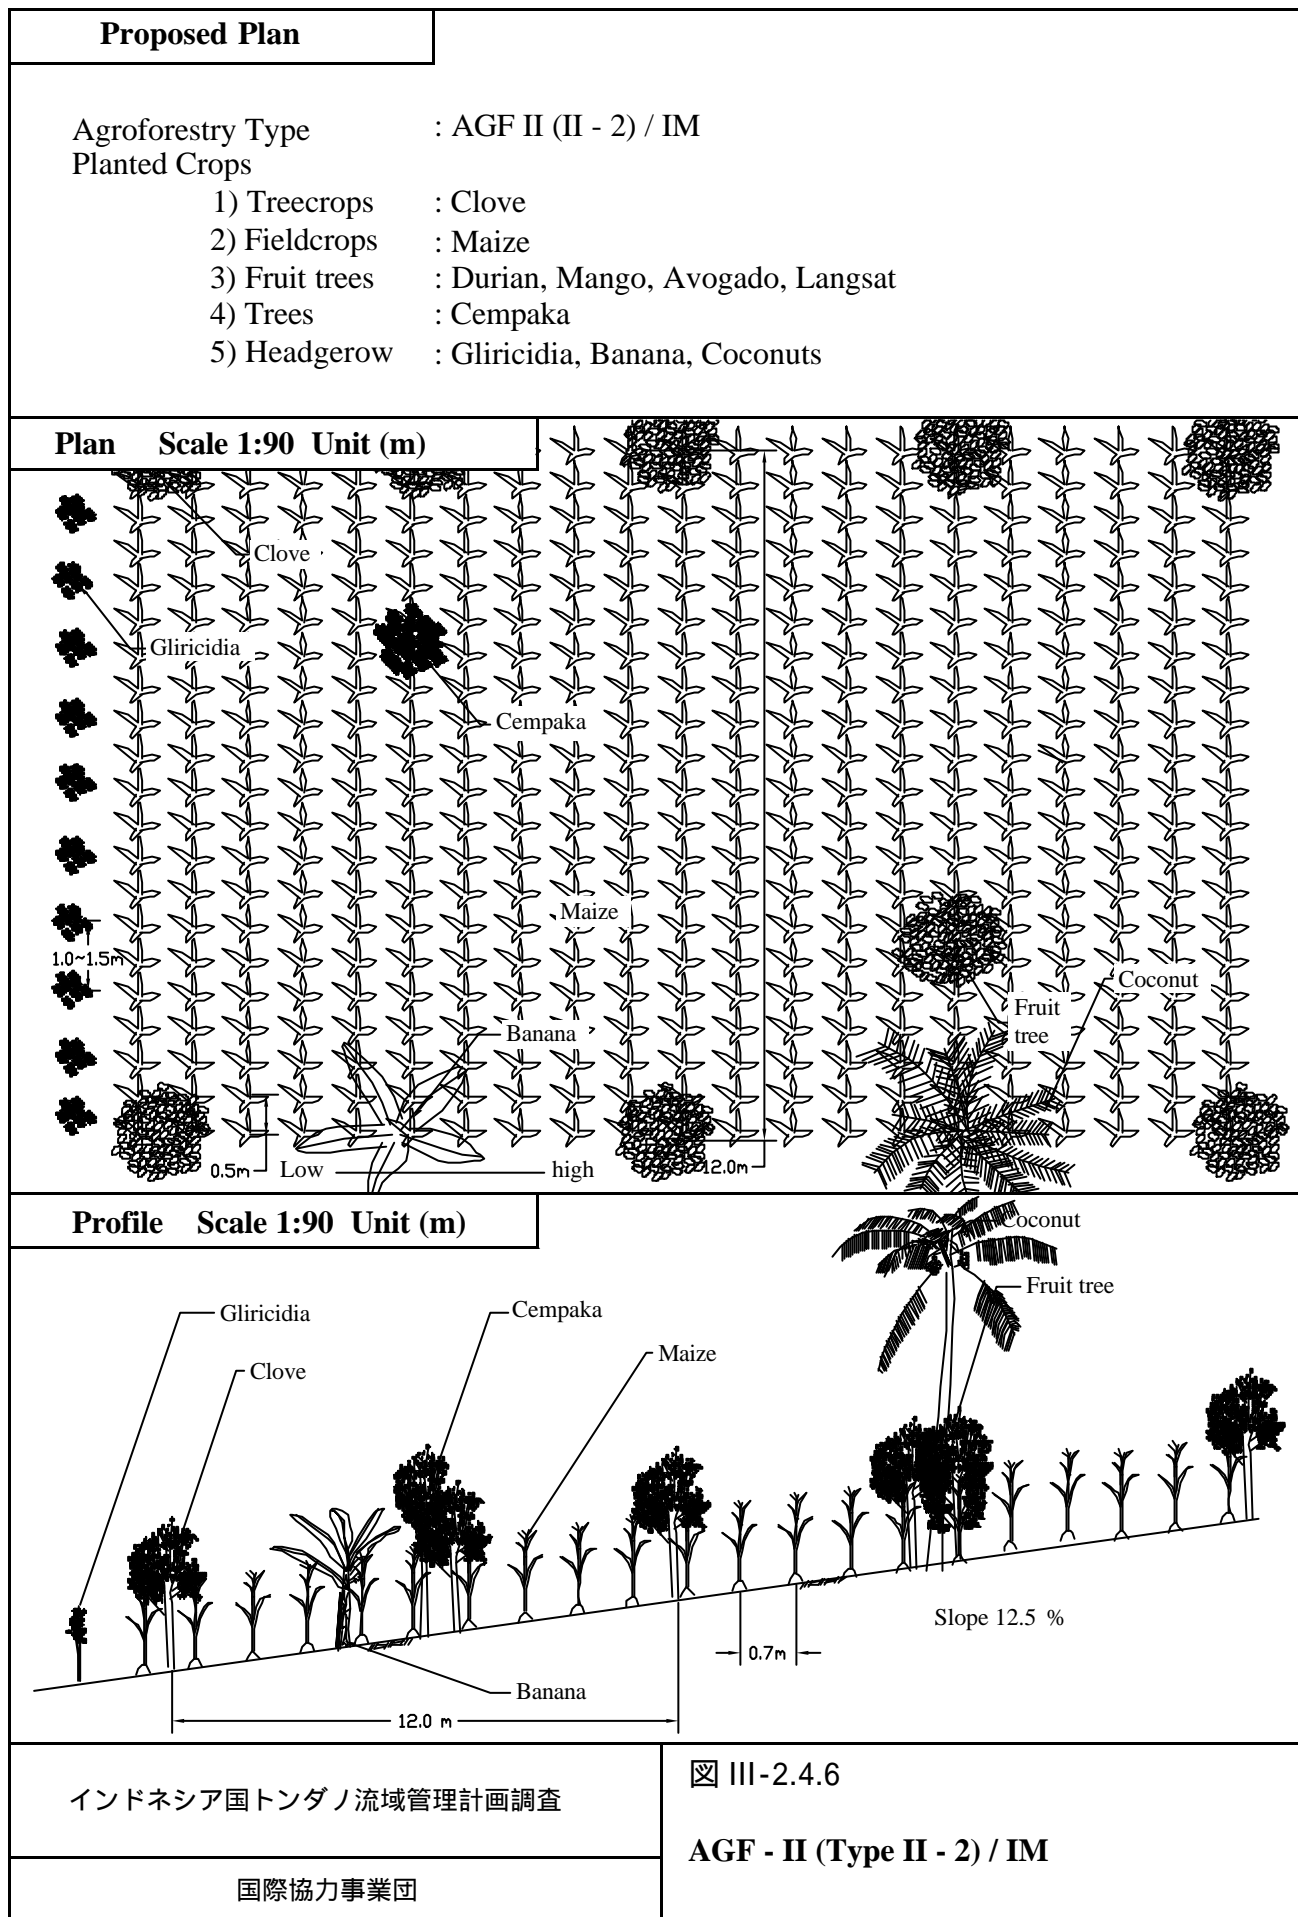 Proposed Plan
Agroforestry Type : AGF II (II - 2) / IM
Planted Crops
1) Treecrops : Clove
2) Fieldcrops : Maize
3) Fruit trees : Durian, Mango, Avogado, Langsat
4) Trees : Cempaka
5) Headgerow : Gliricidia, Banana, Coconuts
Plan Scale 1:90 Unit (m)
Clove
Gliricidia
Cempaka
Maize
1.0~1.5m
Coconut
Fruit
tree
Banana
0.5m
Low
high
12.0m
Profile Scale 1:90 Unit (m)
Coconut
Fruit tree
Gliricidia
Cempaka
Maize
Clove
Slope 12.5 %
0.7m
Banana
12.0 m
インドネシア国トンダノ流域管理計画調査
国際協力事業団
図 III-2.4.6
AGF - II (Type II - 2) / IM